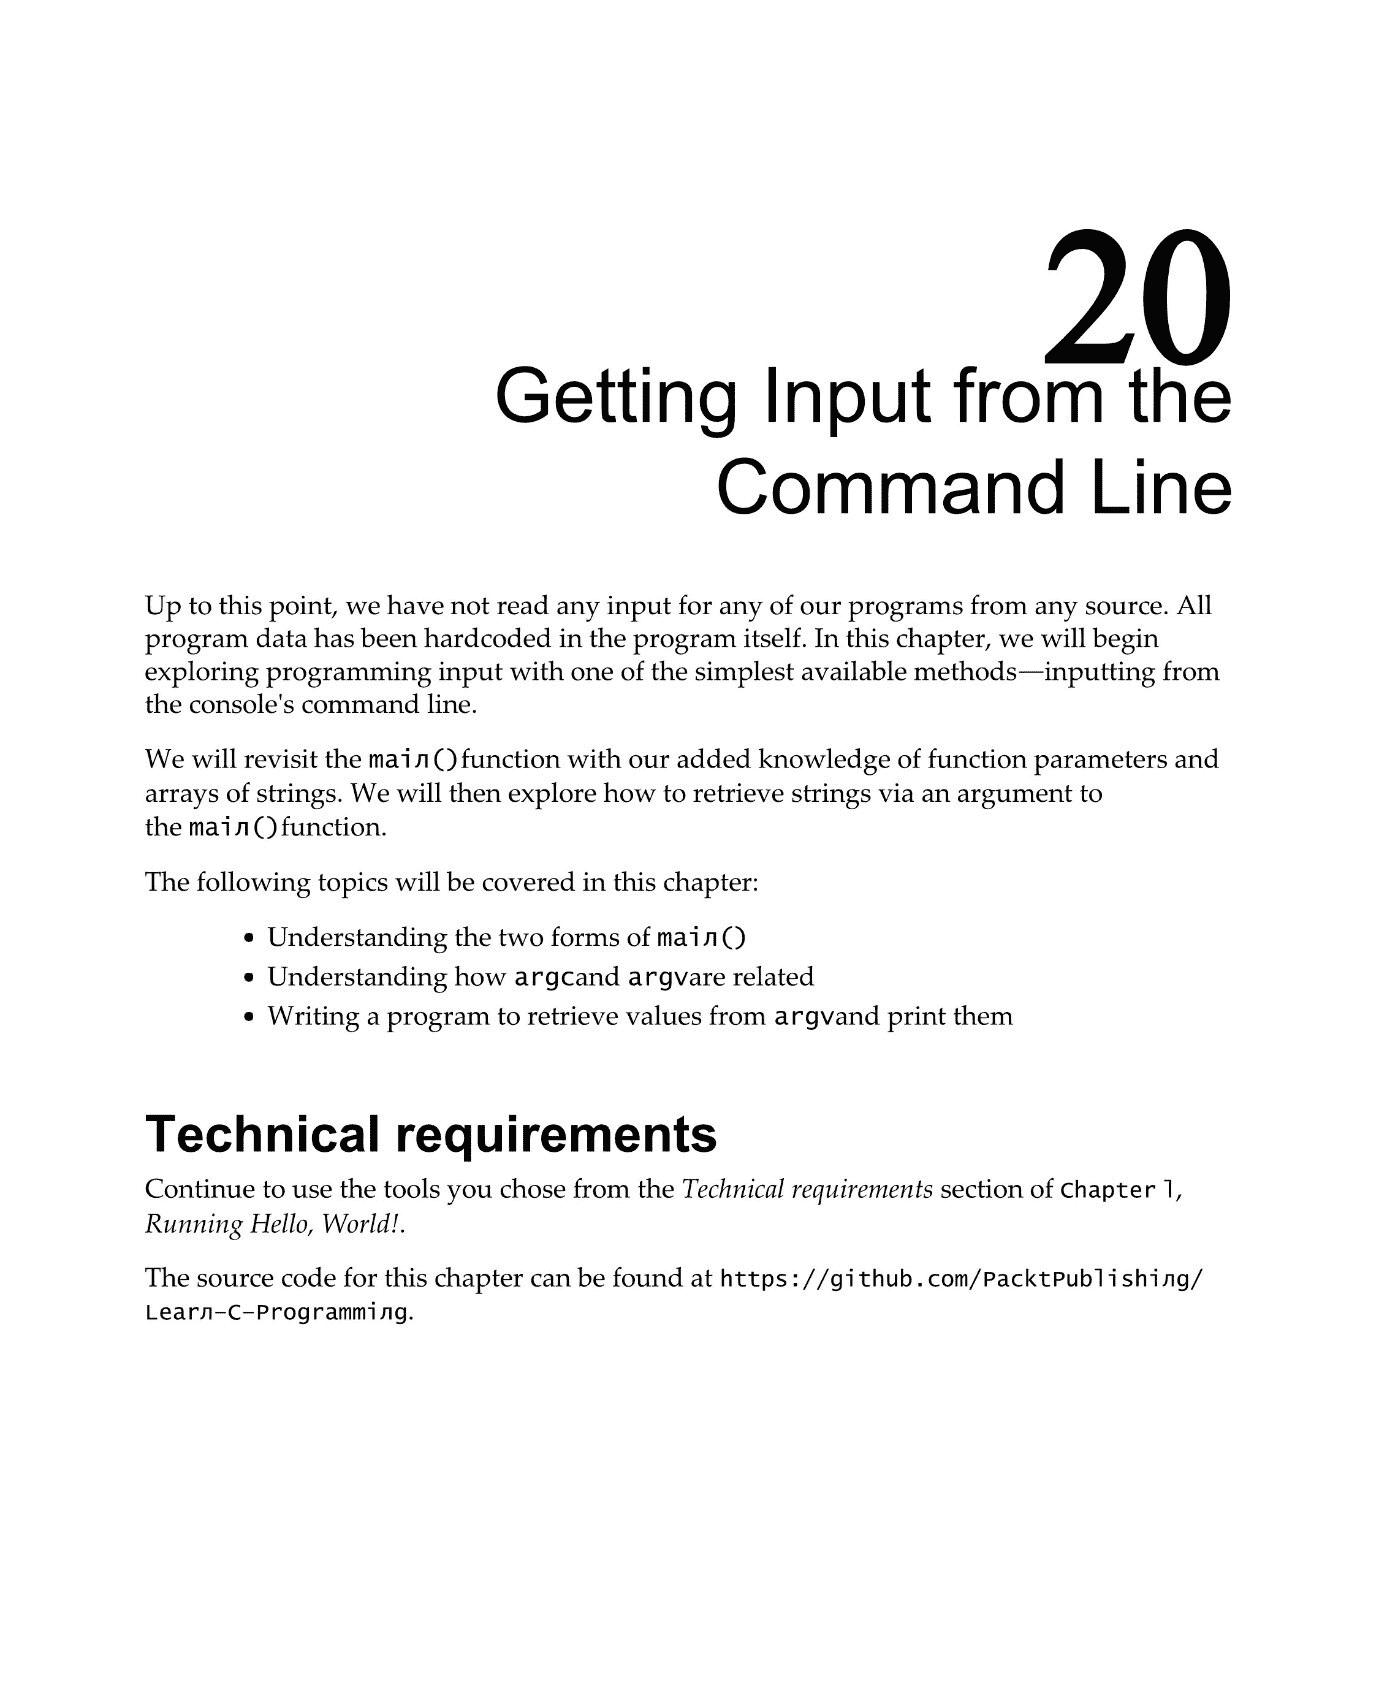 20
Getting Input from the
Command Line
Up to this point, we have not read any input for any of our programs from any source. All
program data has been hardcoded in the program itself. In this chapter, we will begin
exploring programming input with one of the simplest available methods—inputting from
the console's command line.
We will revisit the maiл()function with our added knowledge of function parameters and
arrays of strings. We will then explore how to retrieve strings via an argument to
the maiл()function.
The following topics will be covered in this chapter:
• Understanding the two forms of maiл()
• Understanding how argcand argvare related
• Writing a program to retrieve values from argvand print them
Technical requirements
Continue to use the tools you chose from the Technical requirements section of Chapter 1,
Running Hello, World!.
The source code for this chapter can be found at https://github.com/PacktPublishiлg/
Learл-C-Programmiлg.